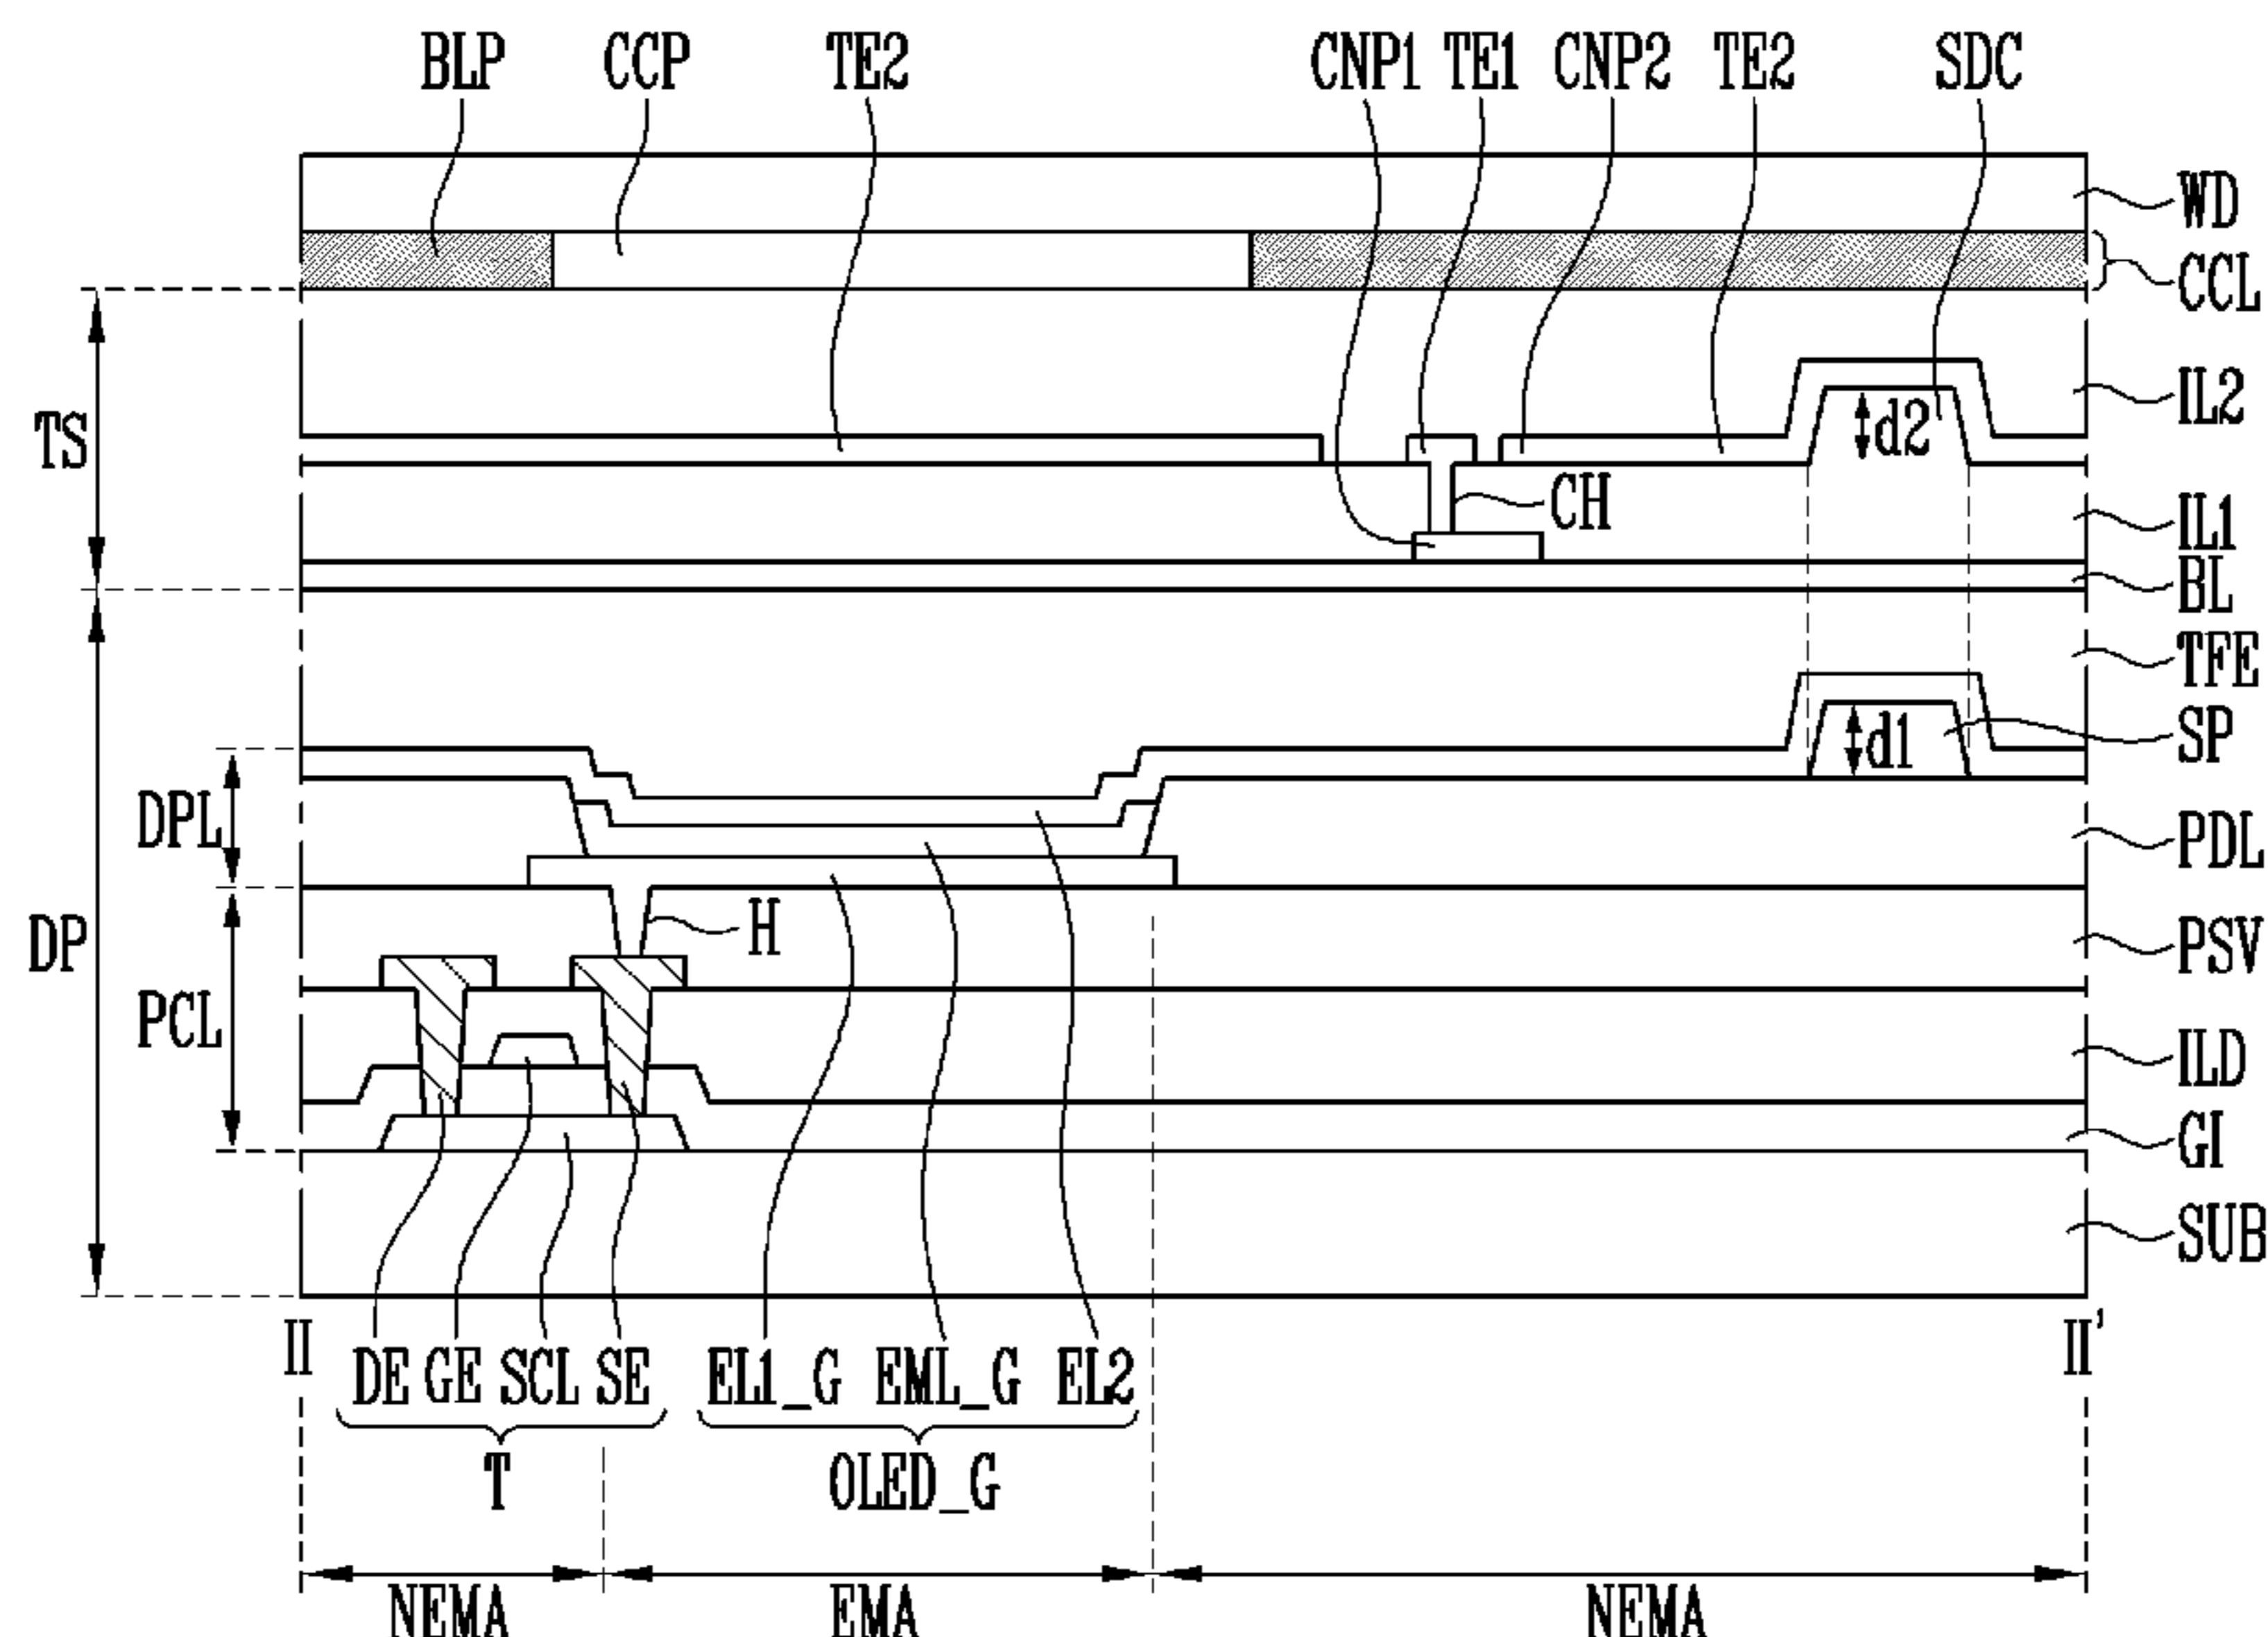 BLP CCP TE2 CNP1 TE1 CNP2 TE2 SDC
WD
CCL
IL2
d2
TS
CH
IL1
BL
TFE
SP
d1
DPL
PDL
H
DP
PSV
PCL
ILD
GI
SUB
II II'
DE GE SCL SE EL1_G EML_G EL2
T OLED_G
NEMA EMA NEMA